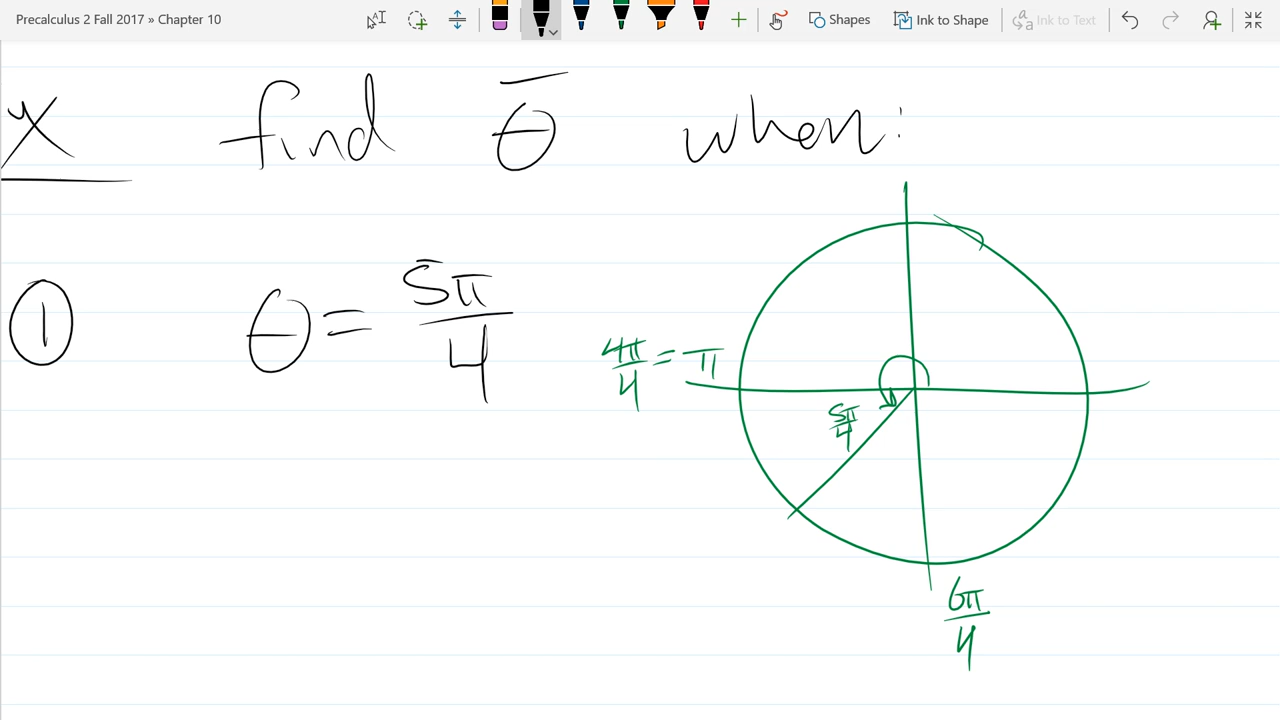 Precalculus 2 Fall 2017 » Chapter 10 Shapes Ink to Shape Ink to Text
x find θ̅ when:
① θ = 5π/4
4π/4 = π
5π/4
6π/4